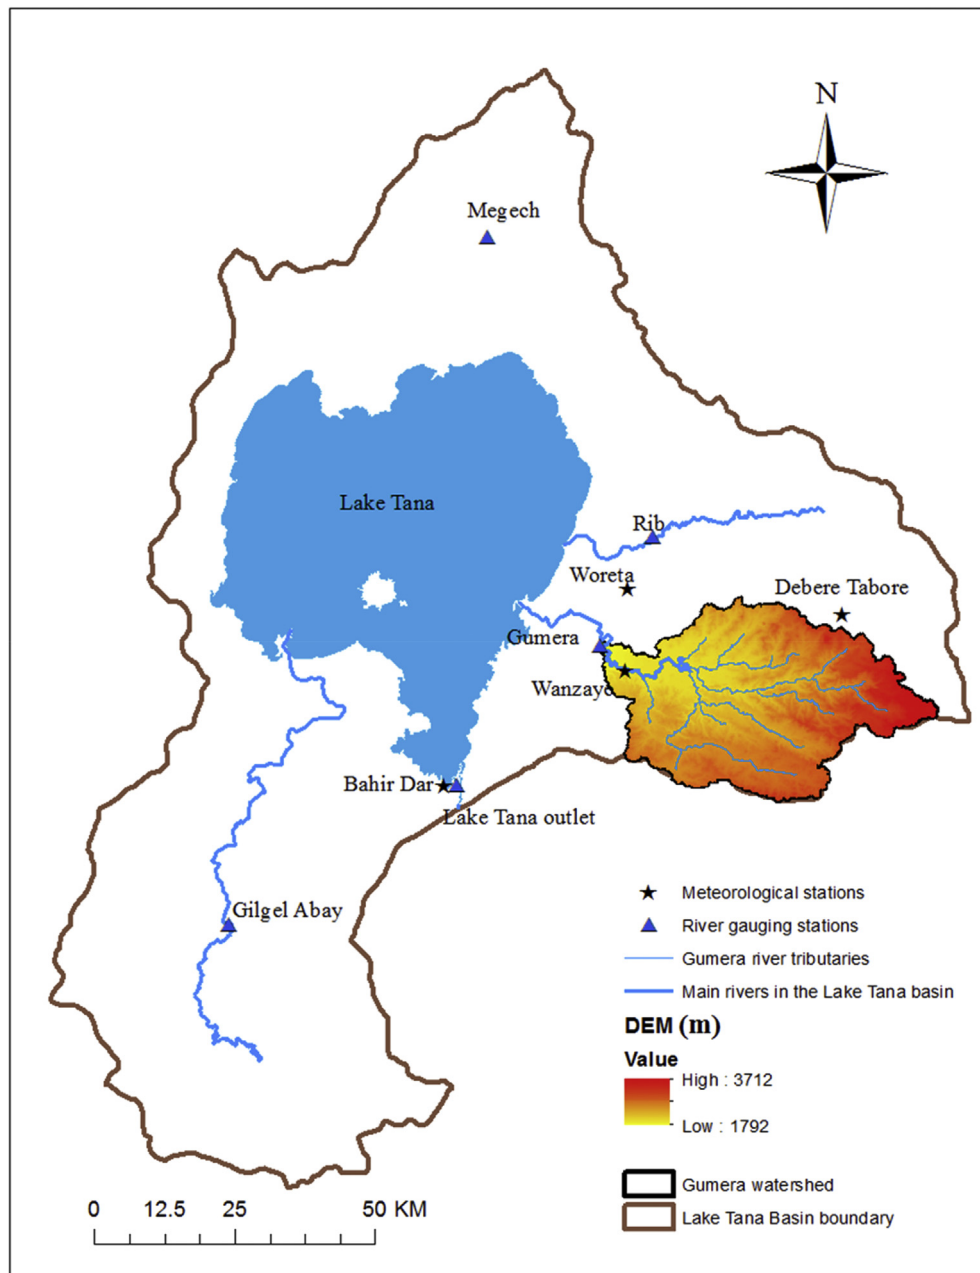 N
Megech
Lake Tana
Rib
Woreta
Debere Tabore
Gumera
Wanzaye
Bahir Dar
Lake Tana outlet
Gilgel Abay
Meteorological stations
River gauging stations
Gumera river tributaries
Main rivers in the Lake Tana basin
DEM (m)
Value
High : 3712
Low : 1792
Gumera watershed
Lake Tana Basin boundary
0 12.5 25 50 KM